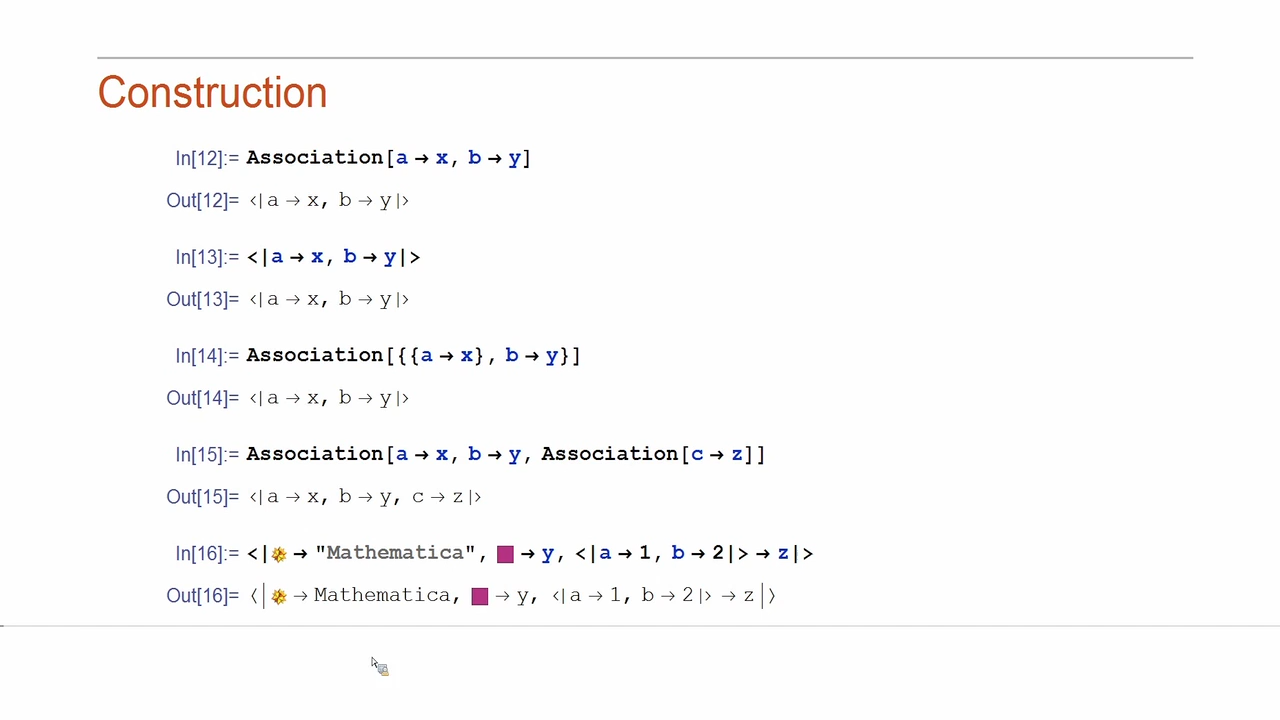 Construction
In[12]:= Association[a → x, b → y]
Out[12]= <|a → x, b → y|>
In[13]:= <|a → x, b → y|>
Out[13]= <|a → x, b → y|>
In[14]:= Association[{{a → x}, b → y}]
Out[14]= <|a → x, b → y|>
In[15]:= Association[a → x, b → y, Association[c → z]]
Out[15]= <|a → x, b → y, c → z|>
In[16]:= <| → "Mathematica", → y, <|a → 1, b → 2|> → z|>
Out[16]= <| → Mathematica, → y, <|a → 1, b → 2|> → z|>